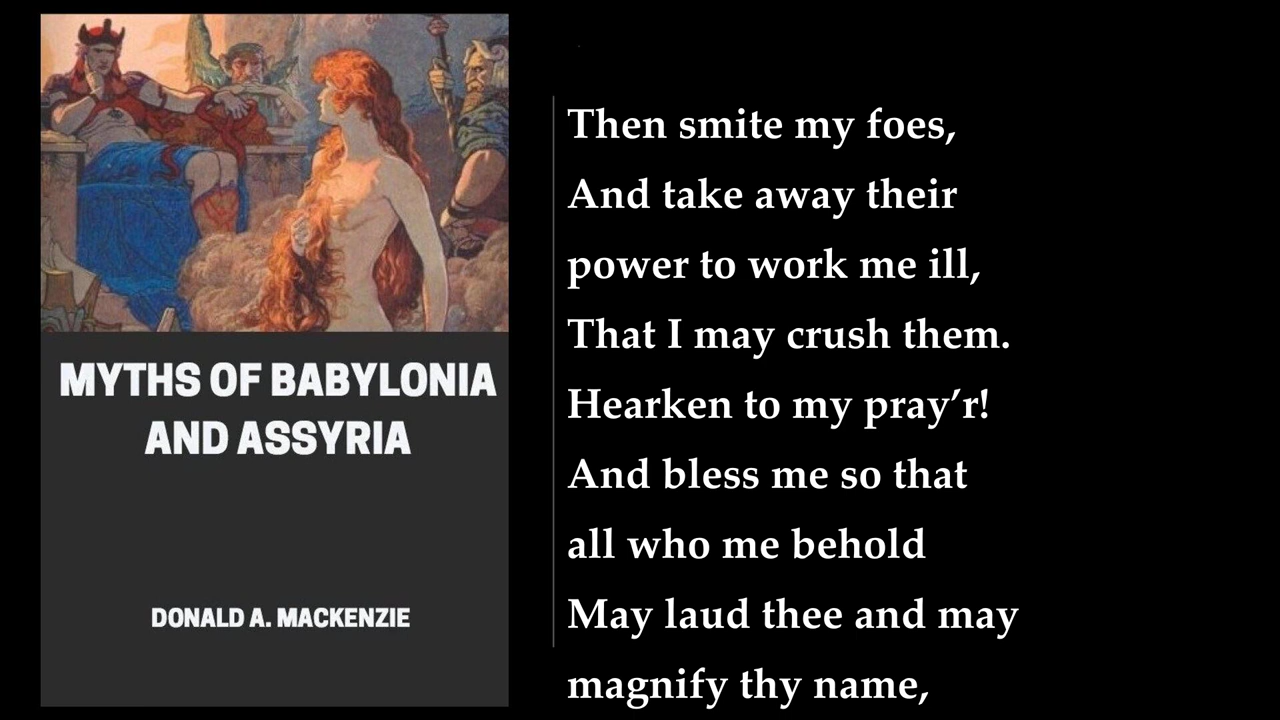 MYTHS OF BABYLONIA
AND ASSYRIA
DONALD A. MACKENZIE
Then smite my foes,
And take away their
power to work me ill,
That I may crush them.
Hearken to my pray’r!
And bless me so that
all who me behold
May laud thee and may
magnify thy name,